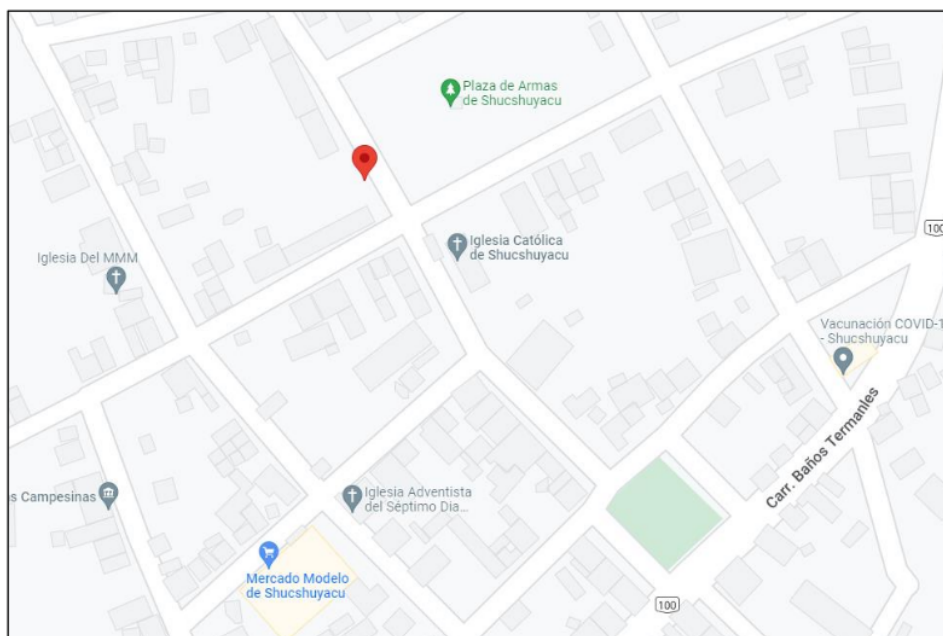 Plaza de Armas
de Shucshuyacu
100
Iglesia Católica
de Shucshuyacu
Iglesia Del MMM
Vacunación COVID-1
- Shucshuyacu
Carr. Baños Termanles
s Campesinas
Iglesia Adventista
del Séptimo Dia...
Mercado Modelo
de Shucshuyacu
100